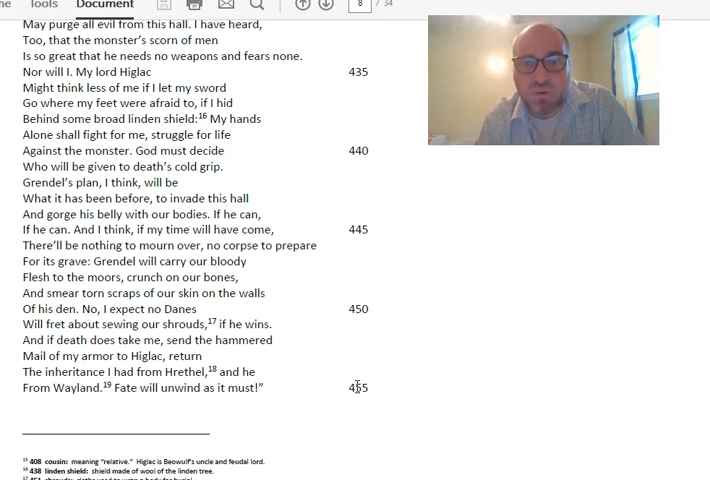 Tools Document
8 / 34
May purge all evil from this hall. I have heard,
Too, that the monster's scorn of men
Is so great that he needs no weapons and fears none.
Nor will I. My lord Higlac 435
Might think less of me if I let my sword
Go where my feet were afraid to, if I hid
Behind some broad linden shield:16 My hands
Alone shall fight for me, struggle for life
Against the monster. God must decide 440
Who will be given to death's cold grip.
Grendel's plan, I think, will be
What it has been before, to invade this hall
And gorge his belly with our bodies. If he can,
If he can. And I think, if my time will have come, 445
There'll be nothing to mourn over, no corpse to prepare
For its grave: Grendel will carry our bloody
Flesh to the moors, crunch on our bones,
And smear torn scraps of our skin on the walls
Of his den. No, I expect no Danes 450
Will fret about sewing our shrouds,17 if he wins.
And if death does take me, send the hammered
Mail of my armor to Higlac, return
The inheritance I had from Hrethel,18 and he
From Wayland.19 Fate will unwind as it must!" 455
15 408 cousin: meaning "relative." Higlac is Beowulf's uncle and feudal lord.
16 438 linden shield: shield made of wool of the linden tree.